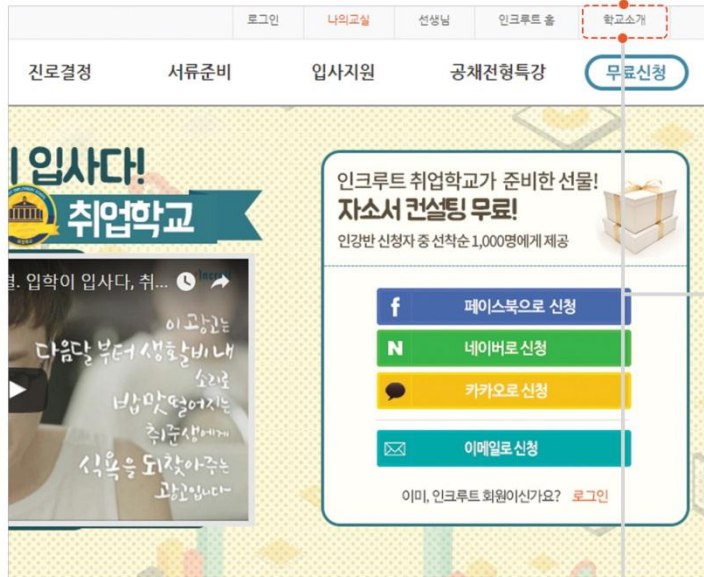 로그인 나의교실 선생님 인크루트 홈 학교소개
진로결정 서류준비 입사지원 공채전형특강 무료신청
입사다!
취업학교
결. 입학이 입사다, 취...
이 광고는
다음달부터 생활비 내
소리로
밥맛 떨어지는
취준생에게
식욕을 되찾아주는
광고입니다
인크루트 취업학교가 준비한 선물!
자소서 컨설팅 무료!
인강반 신청자 중 선착순 1,000명에게 제공
f 페이스북으로 신청
N 네이버로 신청
카카오로 신청
이메일로 신청
이미, 인크루트 회원이신가요? 로그인